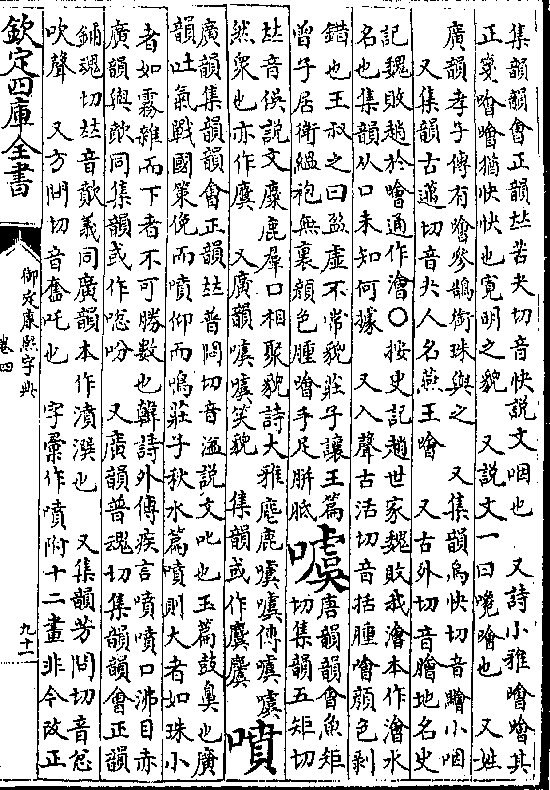 集韻韻會正韻𠀤苦夬切音快說文咽也 又詩小雅噲噲其
正箋噲噲猶快快也寛明之貌 又說文一曰嚵噲也 又姓
廣韻孝子傳有噲參鶴銜珠與之 又集韻烏快切音䵳小咽
又集韻古邁切音夬人名燕王噲 又古外切音膾地名史
記魏敗趙於噲通作澮〇按史記趙世家魏敗我澮本作澮水
名也集韻从口未知何據 又入聲古活切音括腫噲顔色剝
錯也王叔之曰盈虛不常貌莊子讓王篇
曾子居衛縕袍無裏顔色腫噲手足胼胝
噳
唐韻韻會魚矩
切集韻五矩切
𠀤音俣說文麋鹿羣口相聚貌詩大雅麀鹿噳噳傳噳噳
然衆也亦作麌 又廣韻噳噳笑貌 集韻或作麌麌
噴
廣韻集韻韻會正韻𠀤普悶切音湓說文吒也玉篇鼓鼻也廣
韻吐氣戰國策俛而噴仰而鳴莊子秋水篇噴則大者如珠小
者如霧雜而下者不可勝數也韓詩外傳疾言噴噴口沸目赤
廣韻與歕同集韻或作嗭吩 又廣韻普魂切集韻韻會正韻
鋪魂切𠀤音歕義同廣韻本作濆潠也 又集韻芳問切音忿
吹聲 又方問切音奮吒也 字彙作噴附十二畫非今改正
欽定四庫全書
御定康熙字典
卷四
九十二